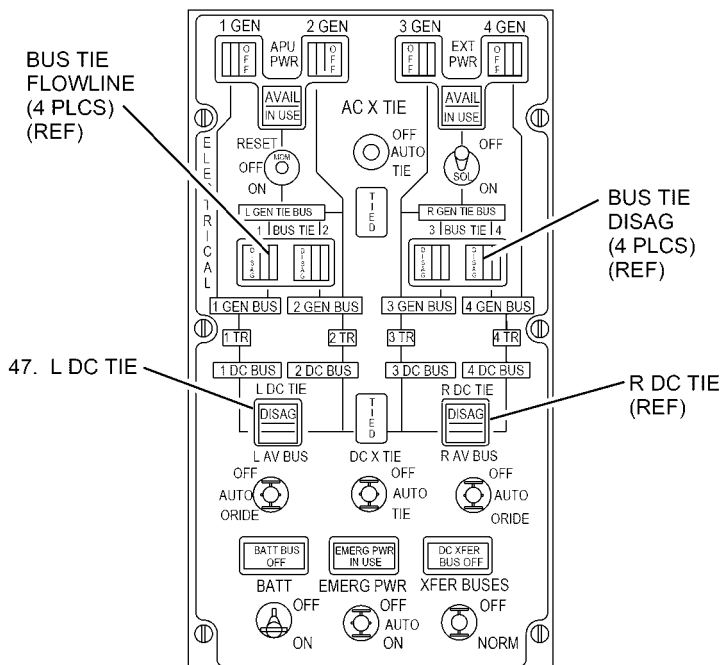 1 GEN 2 GEN 3 GEN 4 GEN
OFF APU PWR OFF OFF EXT PWR OFF
BUS TIE
FLOWLINE
(4 PLCS)
(REF)
AVAIL AVAIL
IN USE IN USE
AC X TIE
ELECTRICAL
RESET OFF OFF
OFF MOM AUTO
ON TIE SOL ON
TIED
L GEN TIE BUS R GEN TIE BUS
1 BUS TIE 2 3 BUS TIE 4
DISAG DISAG DISAG DISAG
BUS TIE
DISAG
(4 PLCS)
(REF)
1 GEN BUS 2 GEN BUS 3 GEN BUS 4 GEN BUS
1 TR 2 TR 3 TR 4 TR
1 DC BUS 2 DC BUS 3 DC BUS 4 DC BUS
47. L DC TIE
L DC TIE R DC TIE
DISAG TIED DISAG
R DC TIE
(REF)
L AV BUS DC X TIE R AV BUS
OFF OFF OFF
AUTO AUTO AUTO
ORIDE TIE ORIDE
BATT BUS EMERG PWR DC XFER
OFF IN USE BUS OFF
BATT EMERG PWR XFER BUSES
OFF OFF OFF
AUTO
ON ON NORM